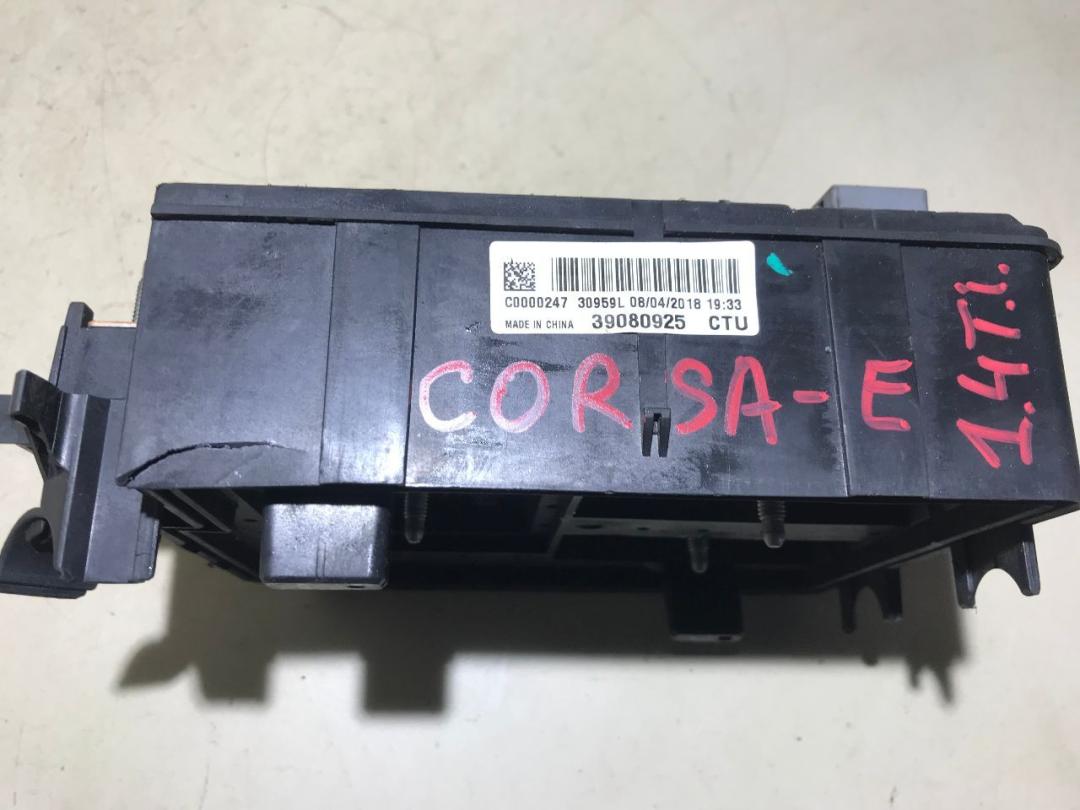 C0000247 30959L 08/04/2018 19:33
MADE IN CHINA 39080925 CTU
CORSA-E
1.4T.i.